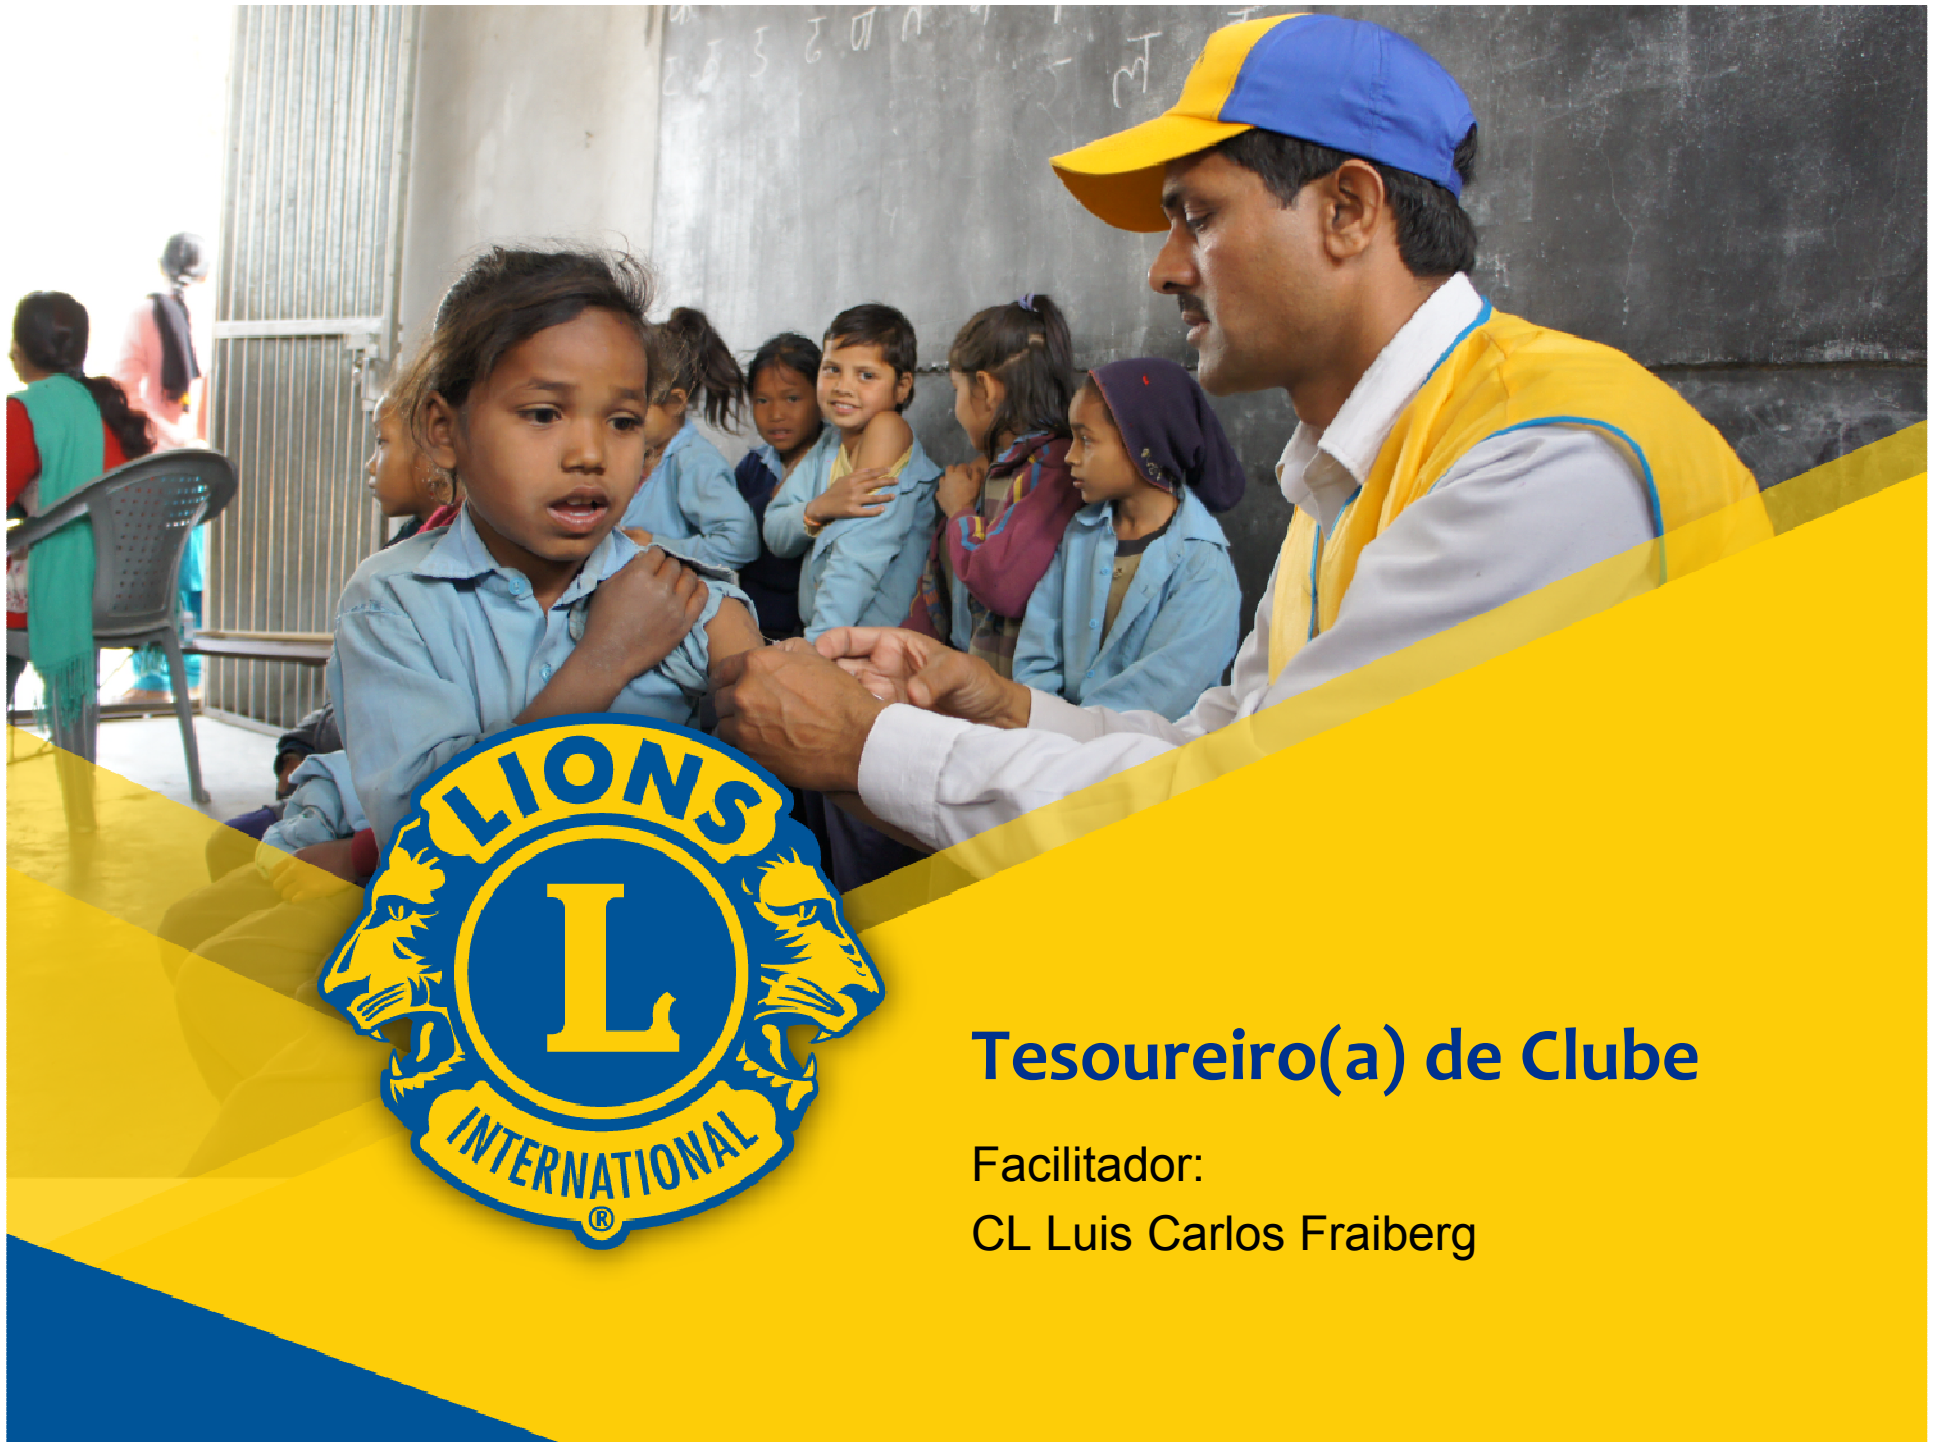 LIONS
L
INTERNATIONAL
®
Tesoureiro(a) de Clube
Facilitador:
CL Luis Carlos Fraiberg